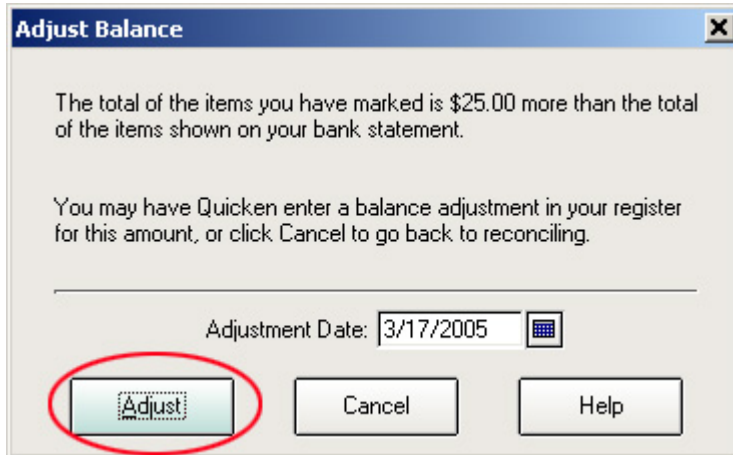 Adjust Balance
The total of the items you have marked is $25.00 more than the total
of the items shown on your bank statement.
You may have Quicken enter a balance adjustment in your register
for this amount, or click Cancel to go back to reconciling.
Adjustment Date: 3/17/2005
Adjust Cancel Help